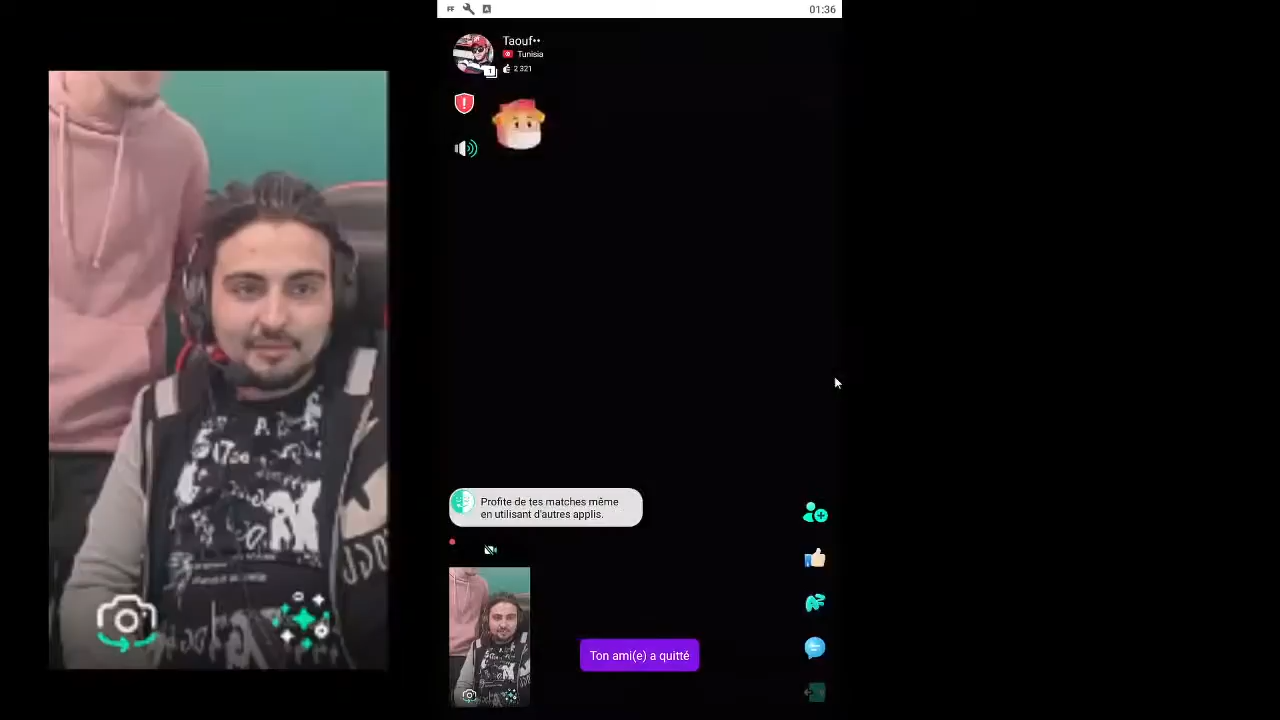 01:36
Taouf••
Tunisia
2 321
Profite de tes matches même
en utilisant d'autres applis.
Ton ami(e) a quitté